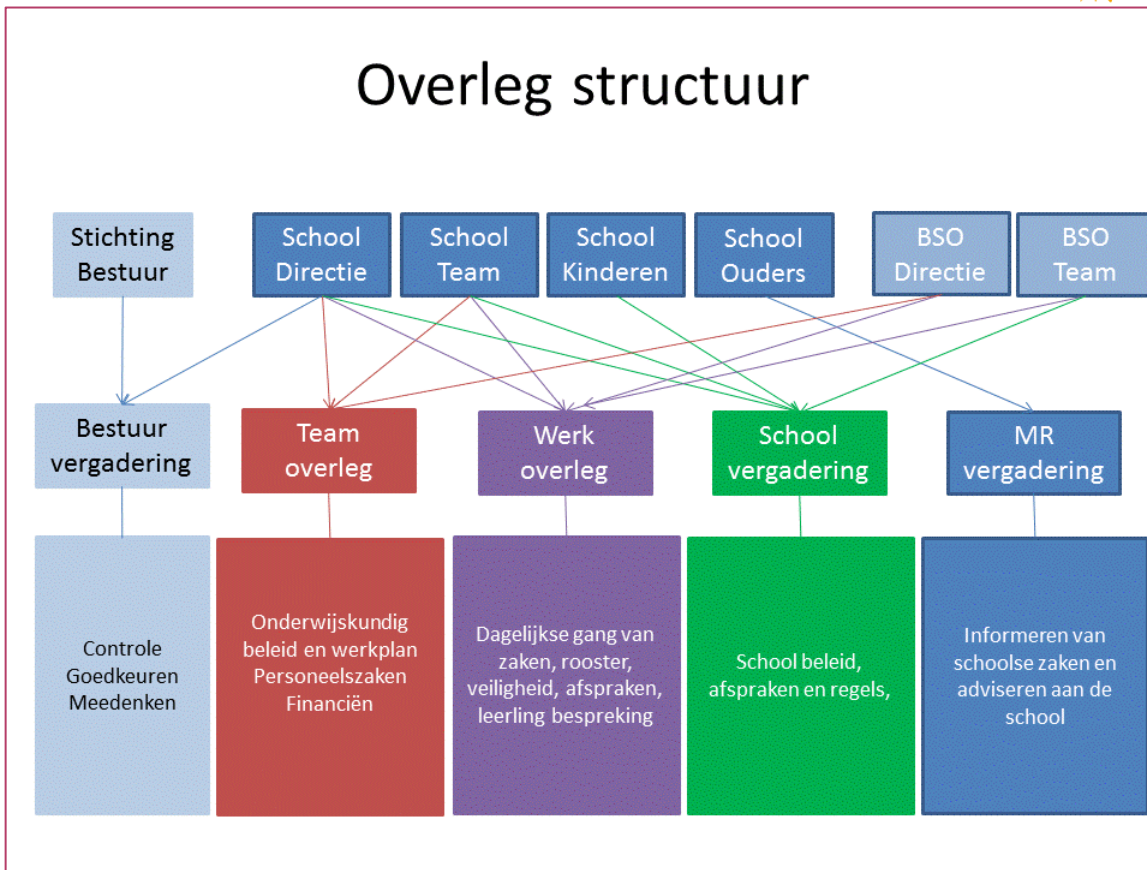 Overleg structuur
Stichting
Bestuur
School
Directie
School
Team
School
Kinderen
School
Ouders
BSO
Directie
BSO
Team
Bestuur
vergadering
Team
overleg
Werk
overleg
School
vergadering
MR
vergadering
Controle
Goedkeuren
Meedenken
Onderwijskundig
beleid en werkplan
Personeelszaken
Financiën
Dagelijkse gang van
zaken, rooster,
veiligheid, afspraken,
leerling bespreking
School beleid,
afspraken en regels,
Informeren van
schoolse zaken en
adviseren aan de
school